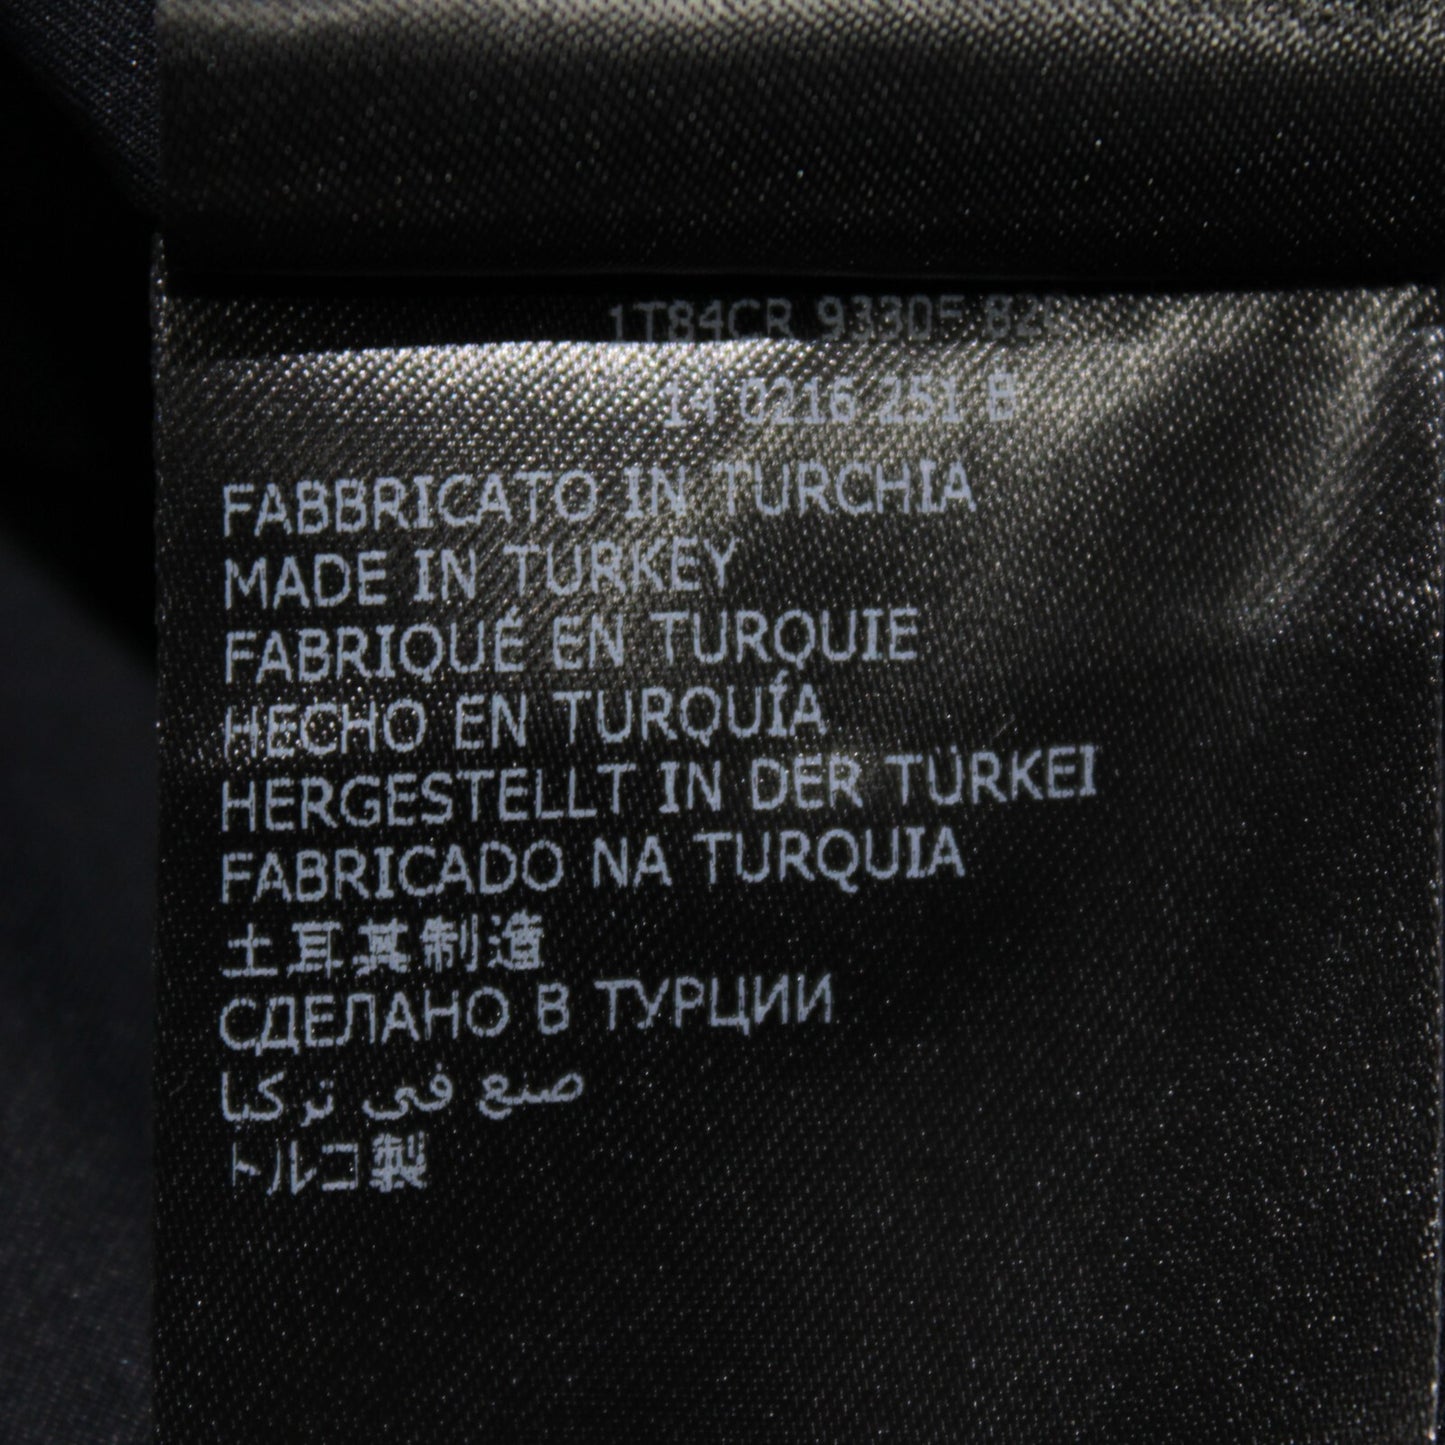 1T84CR 93305
14 0216 251 B
FABBRICATO IN TURCHIA
MADE IN TURKEY
FABRIQUÉ EN TURQUIE
HECHO EN TURQUÍA
HERGESTELLT IN DER TÜRKEI
FABRICADO NA TURQUIA
土耳其制造
СДЕЛАНО В ТУРЦИИ
صنع في تركيا
トルコ製